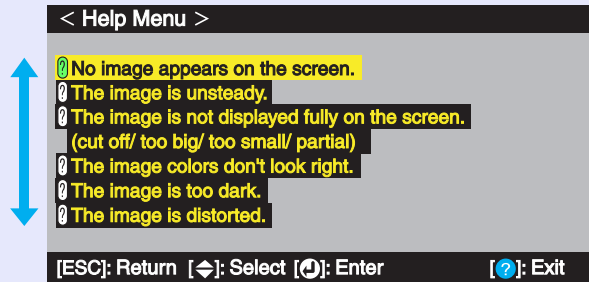 < Help Menu >
? No image appears on the screen.
? The image is unsteady.
? The image is not displayed fully on the screen.
(cut off/ too big/ too small/ partial)
? The image colors don't look right.
? The image is too dark.
? The image is distorted.
[ESC]: Return [◆]: Select [⏎]: Enter [?]: Exit